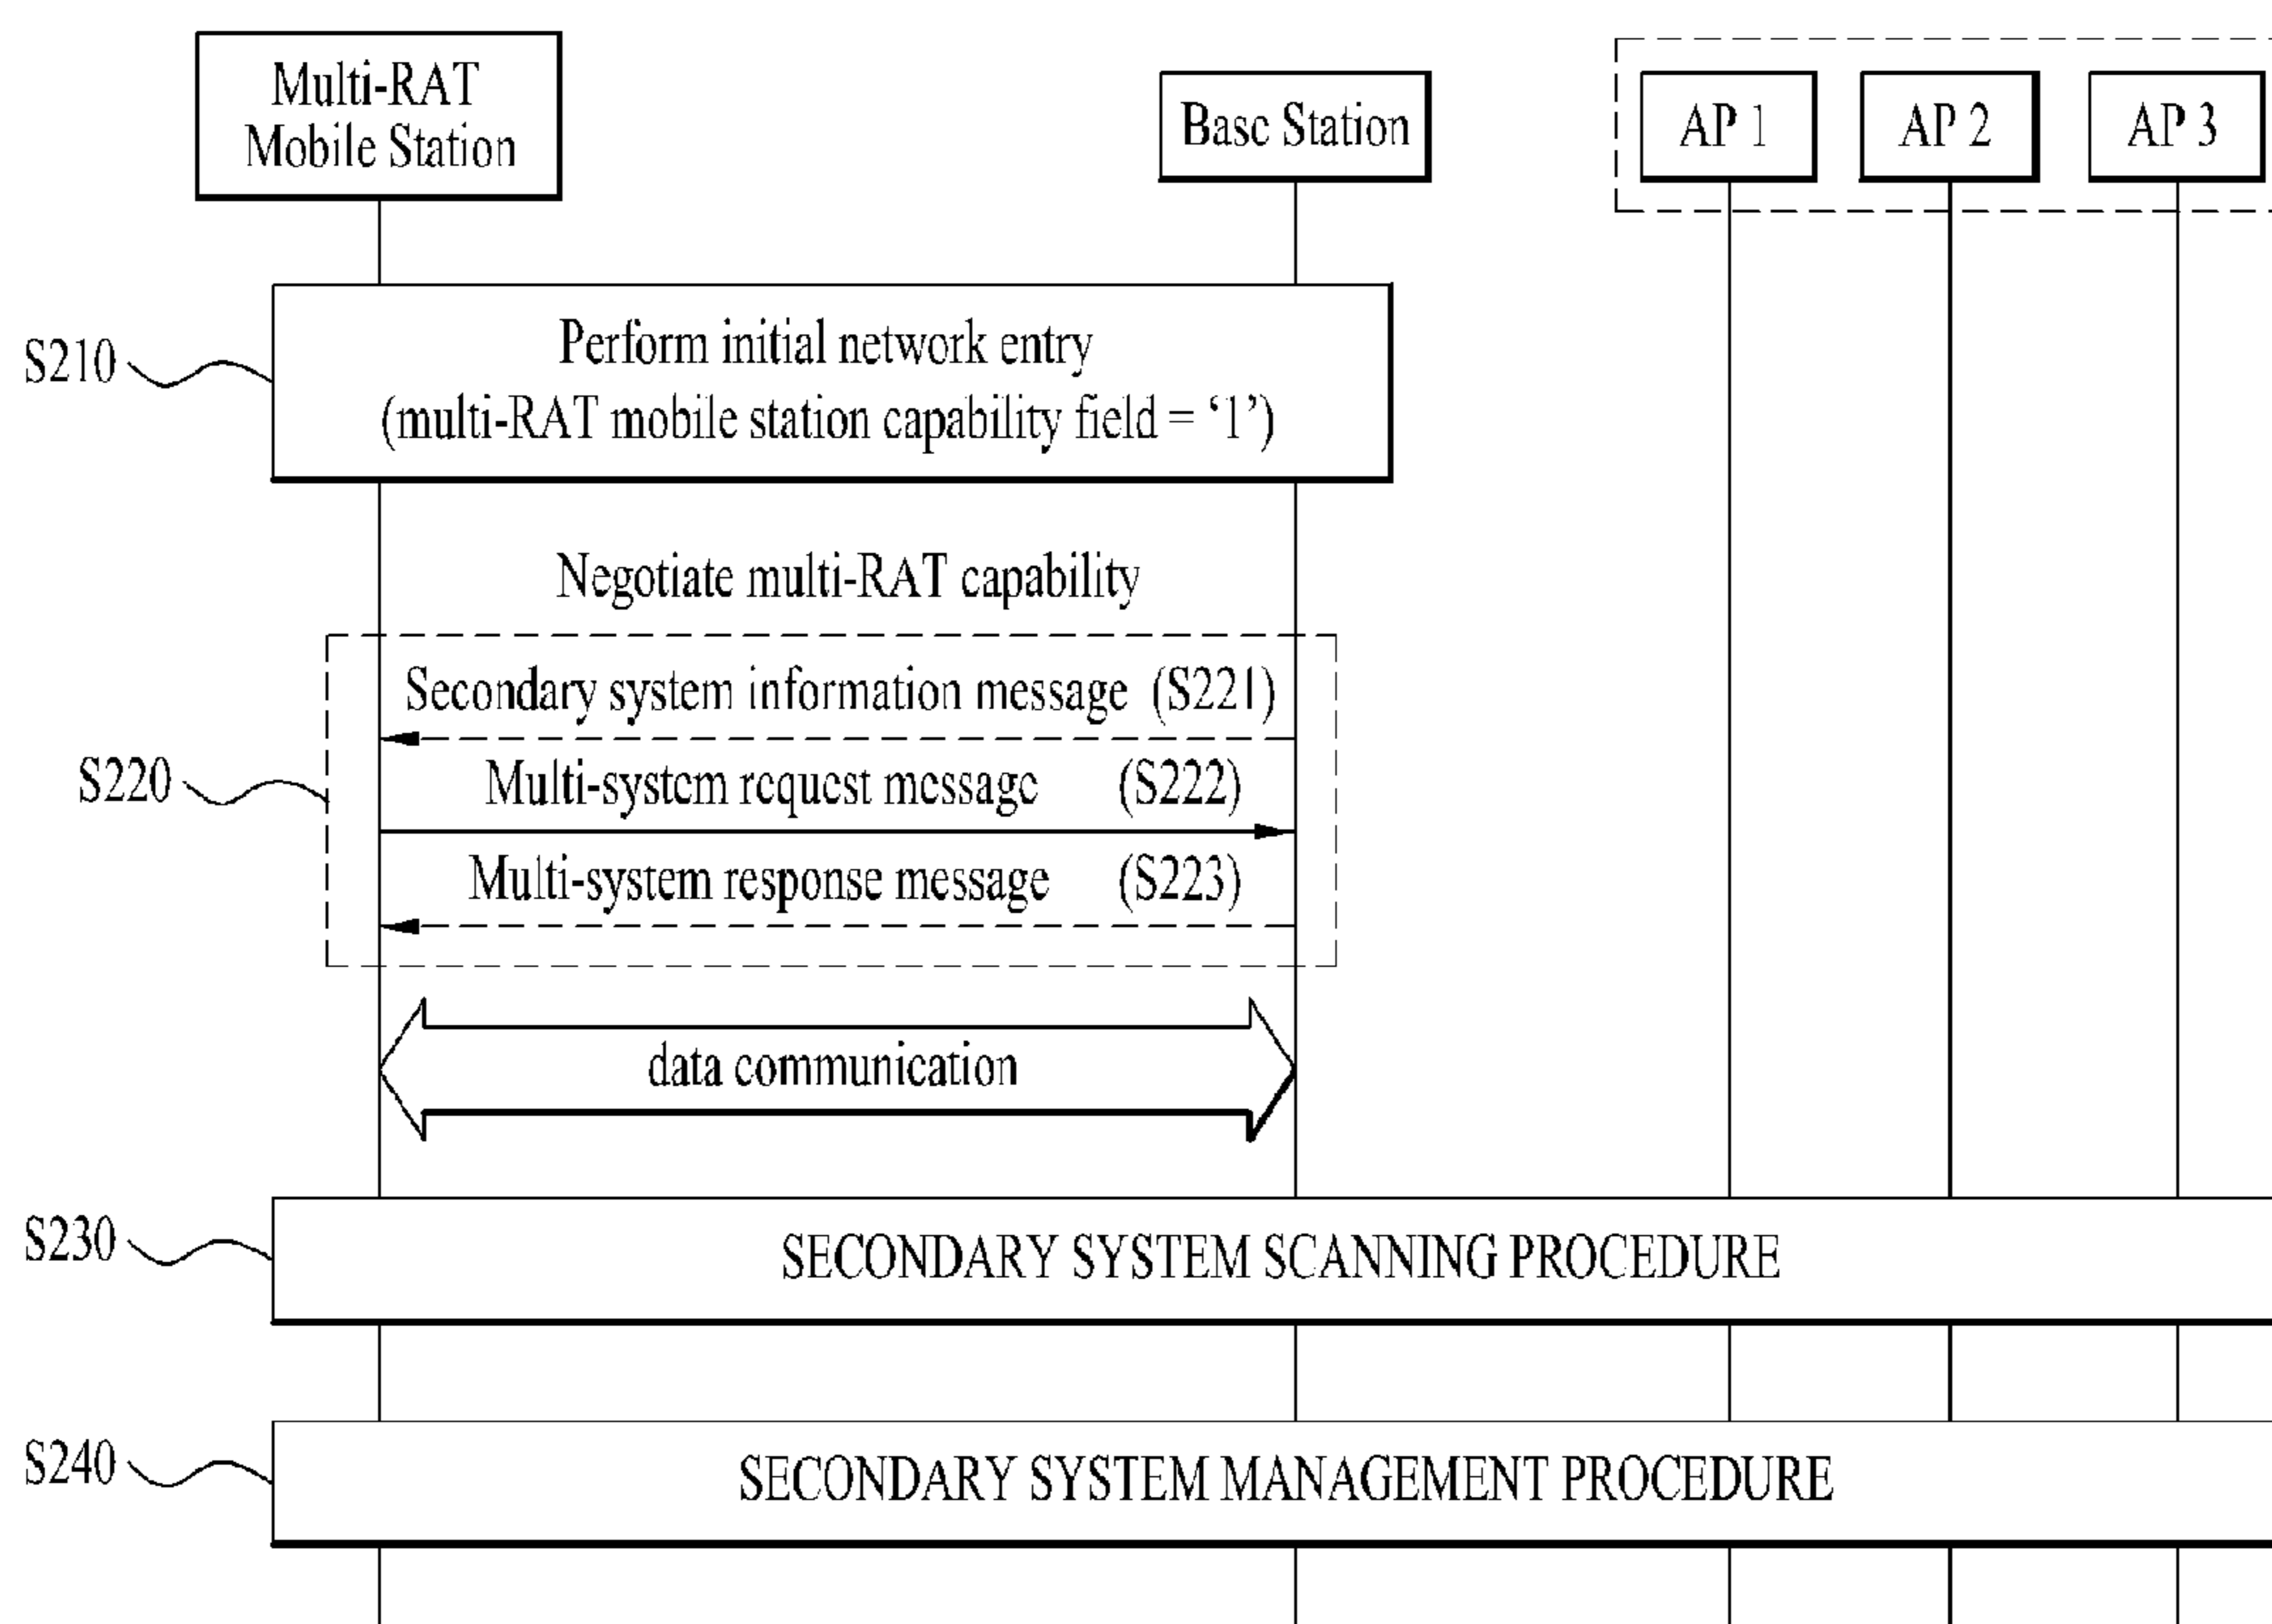 Multi-RAT
Mobile Station
Base Station
AP 1
AP 2
AP 3
S210
Perform initial network entry
(multi-RAT mobile station capability field = ‘1’)
Negotiate multi-RAT capability
Secondary system information message (S221)
S220
Multi-system request message (S222)
Multi-system response message (S223)
data communication
S230
SECONDARY SYSTEM SCANNING PROCEDURE
S240
SECONDARY SYSTEM MANAGEMENT PROCEDURE